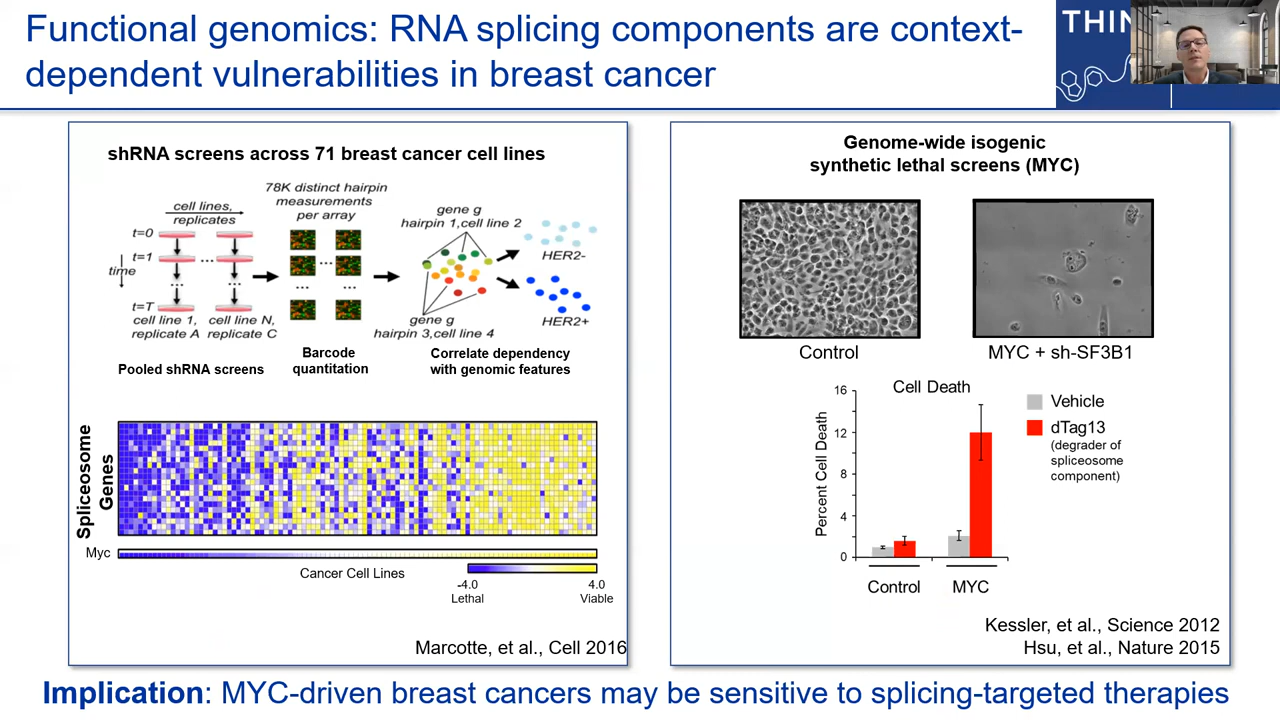 Functional genomics: RNA splicing components are context-
dependent vulnerabilities in breast cancer
THIN
shRNA screens across 71 breast cancer cell lines
cell lines,
replicates
t=0
t=1
time
t=T
cell line 1,
replicate A
cell line N,
replicate C
78K distinct hairpin
measurements
per array
gene g
hairpin 1,cell line 2
gene g
hairpin 3,cell line 4
HER2-
HER2+
Pooled shRNA screens
Barcode
quantitation
Correlate dependency
with genomic features
Spliceosome
Genes
Myc
Cancer Cell Lines
-4.0
Lethal
4.0
Viable
Marcotte, et al., Cell 2016
Genome-wide isogenic
synthetic lethal screens (MYC)
Control
MYC + sh-SF3B1
Cell Death
Percent Cell Death
16
12
8
4
0
Control
MYC
Vehicle
dTag13
(degrader of
spliceosome
component)
Kessler, et al., Science 2012
Hsu, et al., Nature 2015
Implication: MYC-driven breast cancers may be sensitive to splicing-targeted therapies